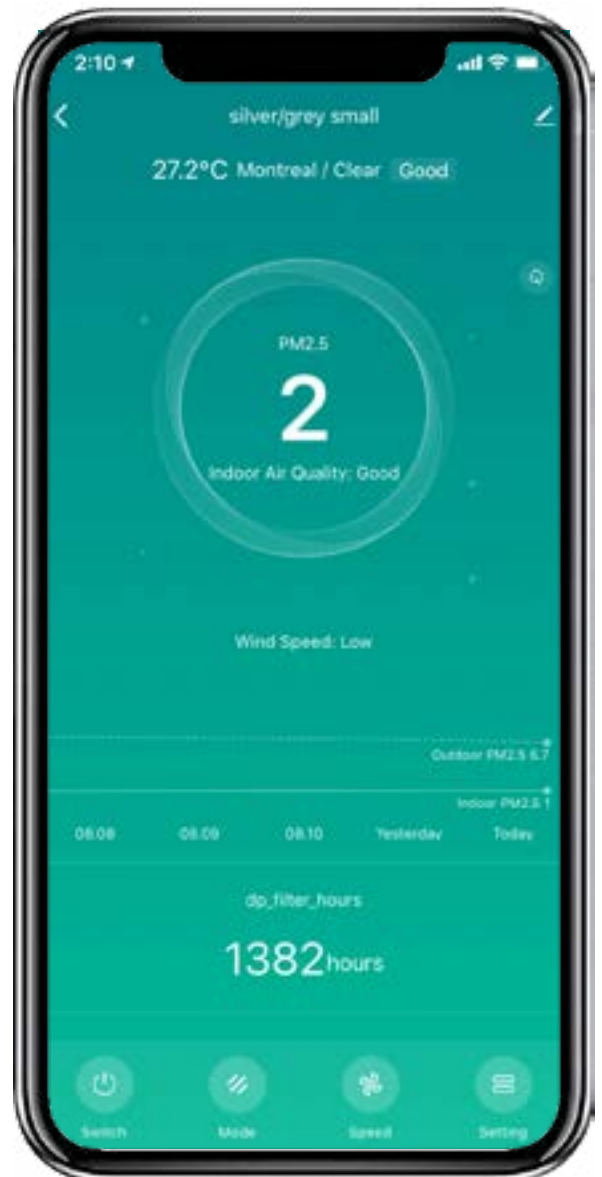 2:10
silver/grey small
27.2°C Montreal / Clear Good
PM2.5
2
Indoor Air Quality: Good
Wind Speed: Low
Outdoor PM2.5 6.7
Indoor PM2.5 1
08.08 08.09 08.10 Yesterday Today
dp_filter_hours
1382hours
Switch Mode Speed Setting